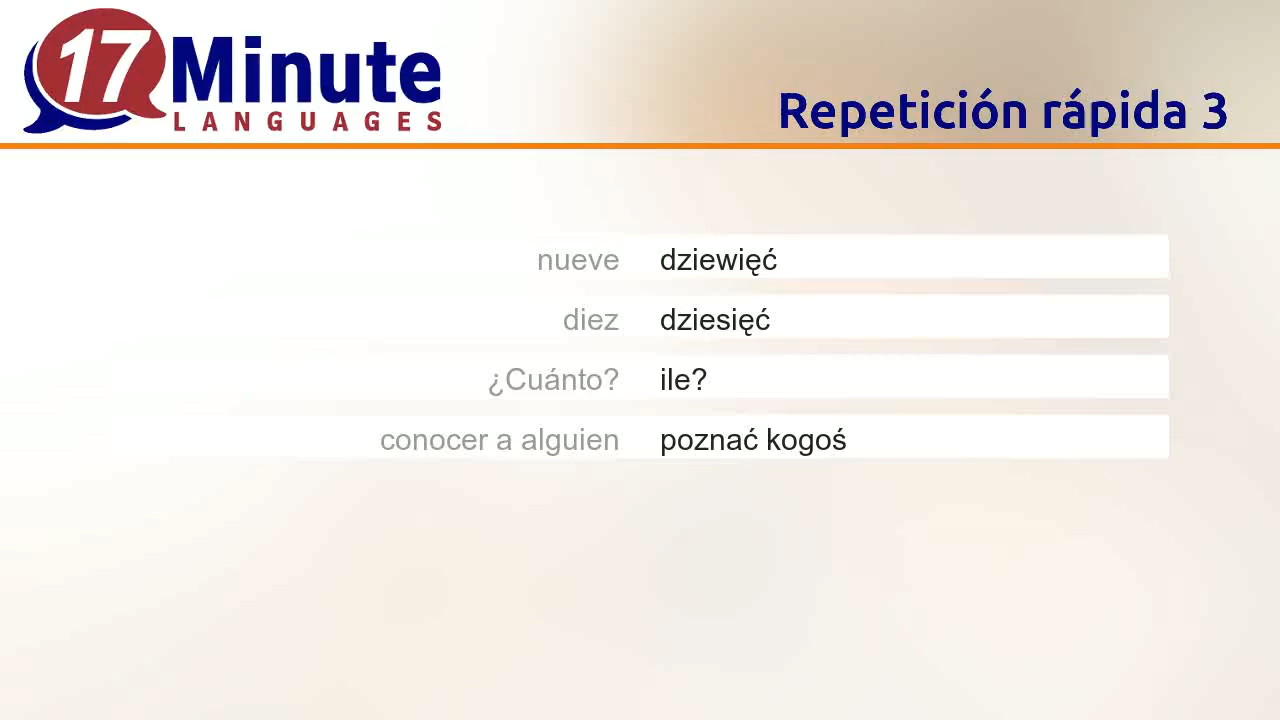 17 Minute
LANGUAGES
Repetición rápida 3
nueve dziewięć
diez dziesięć
¿Cuánto? ile?
conocer a alguien poznać kogoś